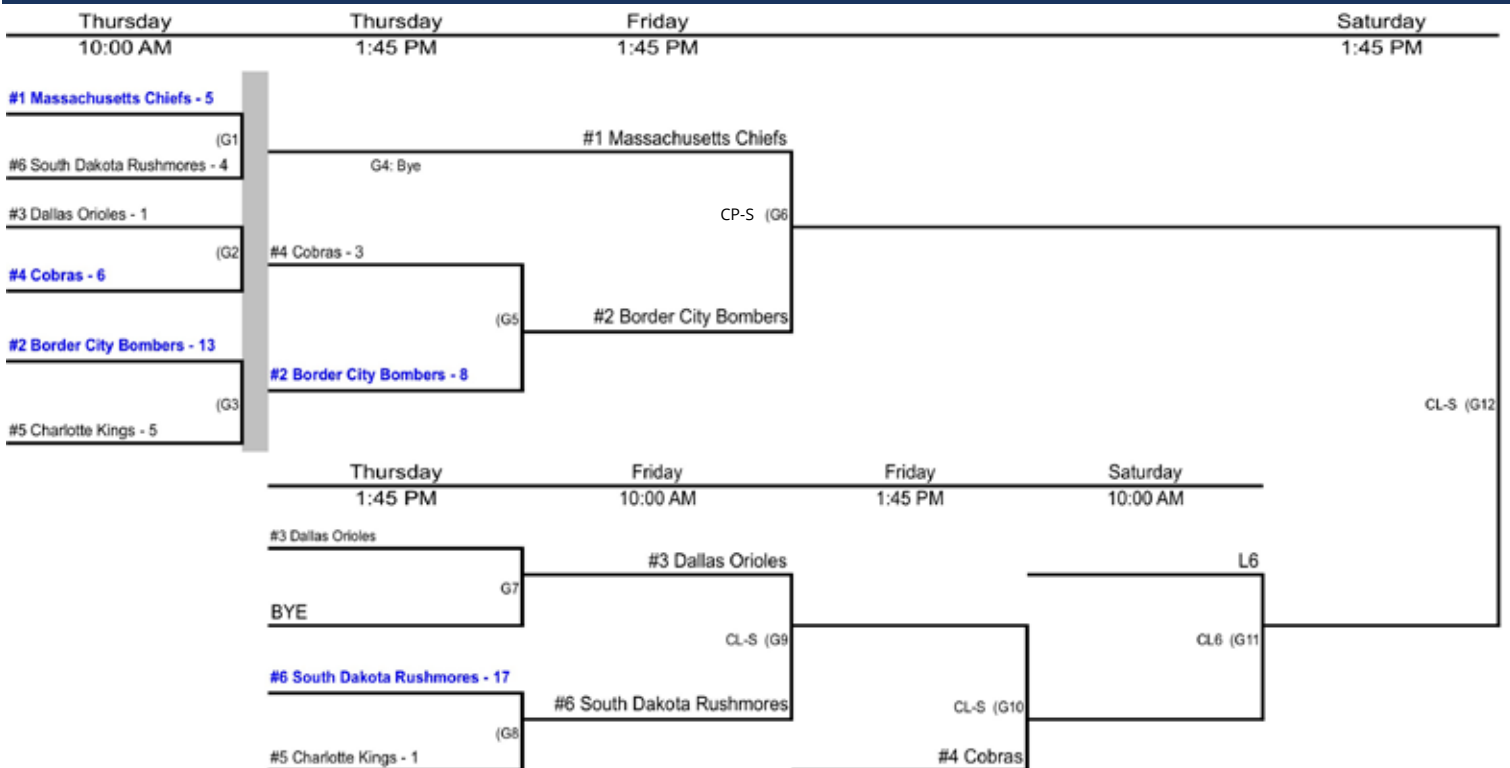 Thursday Thursday Friday Saturday
10:00 AM 1:45 PM 1:45 PM 1:45 PM
#1 Massachusetts Chiefs - 5
(G1
#1 Massachusetts Chiefs
#6 South Dakota Rushmores - 4
G4: Bye
#3 Dallas Orioles - 1
CP-S (G6
(G2
#4 Cobras - 3
#4 Cobras - 6
#2 Border City Bombers
(G5
#2 Border City Bombers - 13
#2 Border City Bombers - 8
(G3
CL-S (G12
#5 Charlotte Kings - 5
Thursday Friday Friday Saturday
1:45 PM 10:00 AM 1:45 PM 10:00 AM
#3 Dallas Orioles
#3 Dallas Orioles
L6
G7
BYE
CL-S (G9
CL6 (G11
#6 South Dakota Rushmores - 17
#6 South Dakota Rushmores
CL-S (G10
(G8
#5 Charlotte Kings - 1
#4 Cobras